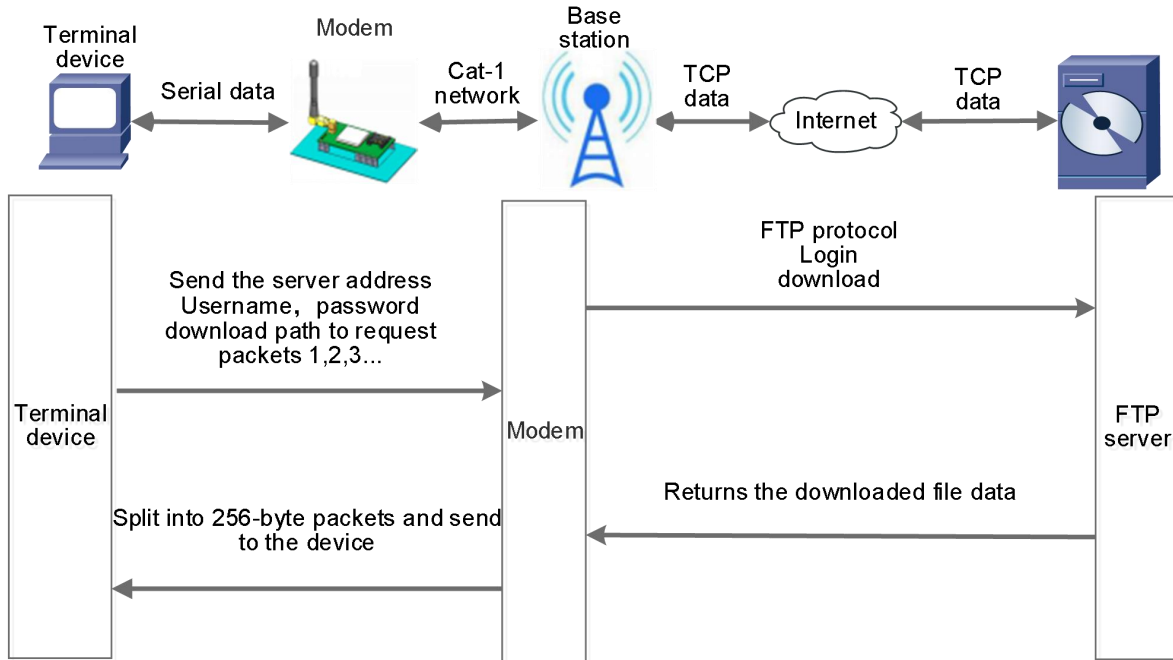 Terminal
device
Serial data
Modem
Cat-1
network
Base
station
TCP
data
Internet
TCP
data
Send the server address
Username，password
download path to request
packets 1,2,3...
FTP protocol
Login
download
Terminal
device
Modem
FTP
server
Returns the downloaded file data
Split into 256-byte packets and send
to the device